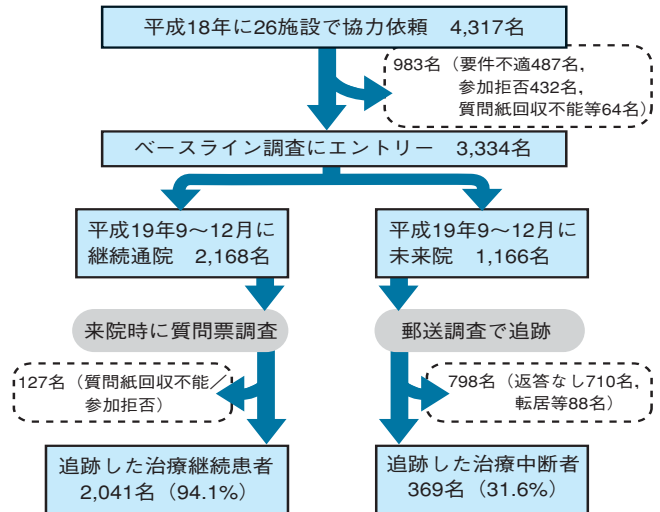 平成18年に26施設で協力依頼　4,317名
983名（要件不適487名，
参加拒否432名，
質問紙回収不能等64名）
ベースライン調査にエントリー　3,334名
平成19年9～12月に
継続通院　2,168名
平成19年9～12月に
未来院　1,166名
来院時に質問票調査
郵送調査で追跡
127名（質問紙回収不能／
参加拒否）
798名（返答なし710名，
転居等88名）
追跡した治療継続患者
2,041名（94.1%）
追跡した治療中断者
369名（31.6%）